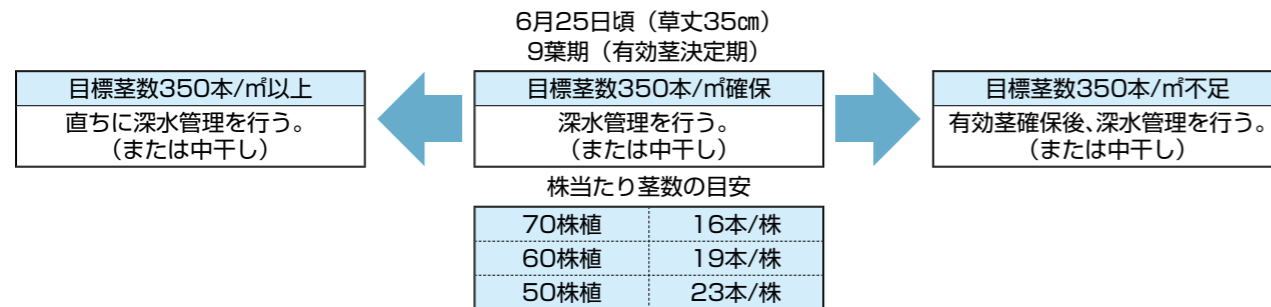 6月25日頃（草丈35㎝）
9葉期（有効茎決定期）
目標茎数350本/㎡以上
直ちに深水管理を行う。
（または中干し）
目標茎数350本/㎡確保
深水管理を行う。
（または中干し）
目標茎数350本/㎡不足
有効茎確保後、深水管理を行う。
（または中干し）
株当たり茎数の目安
70株植 16本/株
60株植 19本/株
50株植 23本/株